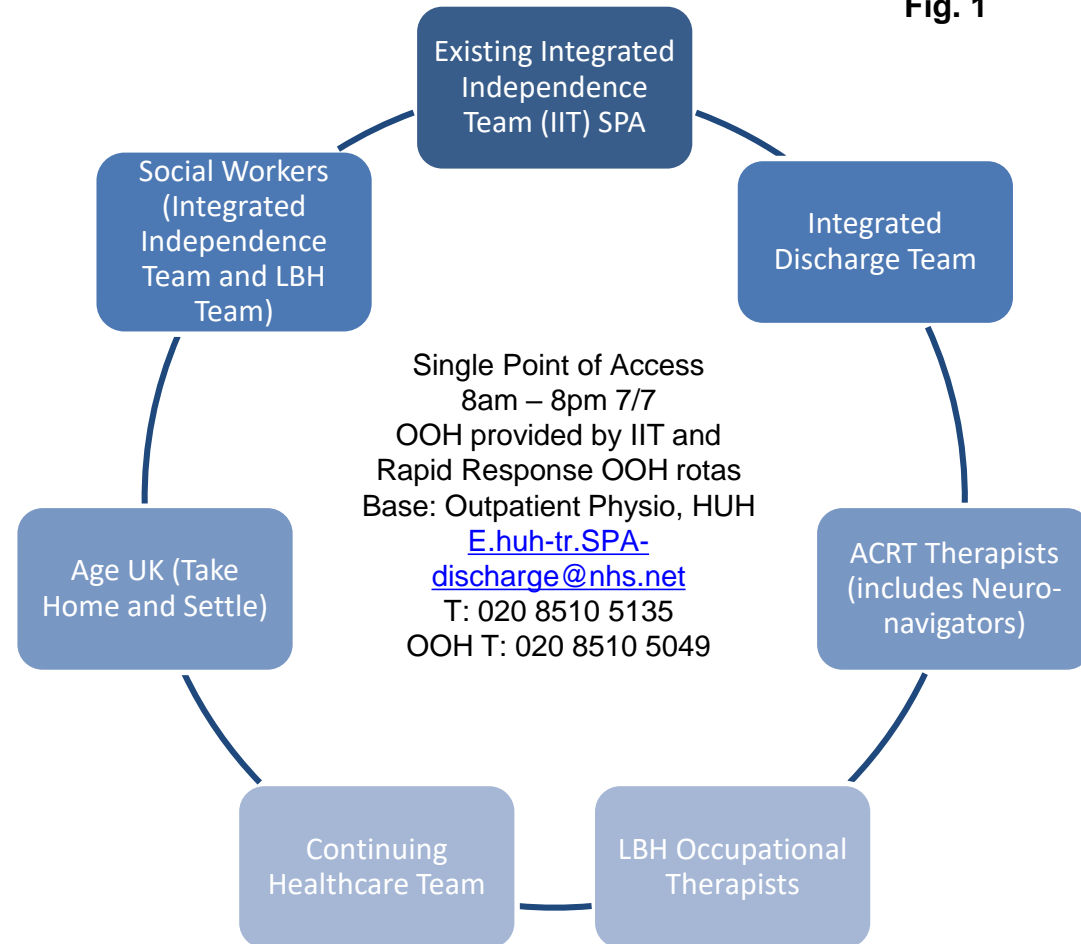 Fig. 1
Existing Integrated
Independence
Team (IIT) SPA
Social Workers
(Integrated
Independence
Team and LBH
Team)
Integrated
Discharge Team
Single Point of Access
8am – 8pm 7/7
OOH provided by IIT and
Rapid Response OOH rotas
Base: Outpatient Physio, HUH
E.huh-tr.SPA-
discharge@nhs.net
T: 020 8510 5135
OOH T: 020 8510 5049
Age UK (Take
Home and Settle)
ACRT Therapists
(includes Neuro-
navigators)
Continuing
Healthcare Team
LBH Occupational
Therapists